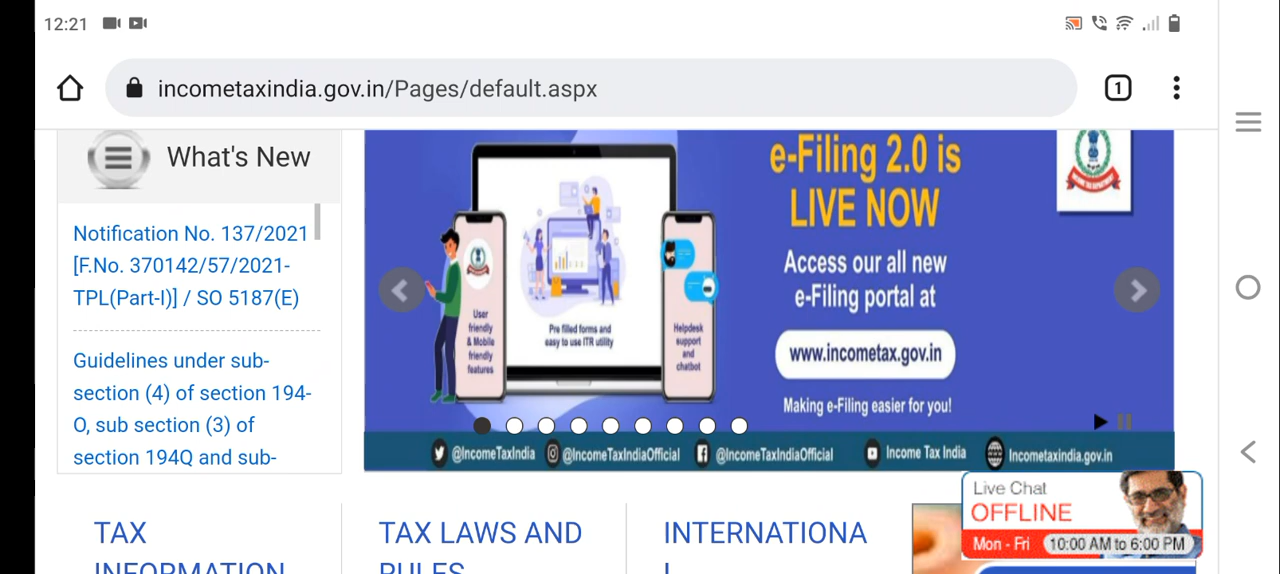 12:21
incometaxindia.gov.in/Pages/default.aspx
1
What's New
Notification No. 137/2021
[F.No. 370142/57/2021-
TPL(Part-I)] / SO 5187(E)
Guidelines under sub-
section (4) of section 194-
O, sub section (3) of
section 194Q and sub-
e-Filing 2.0 is
LIVE NOW
Access our all new
e-Filing portal at
www.incometax.gov.in
Making e-Filing easier for you!
User
friendly
& Mobile
friendly
features
Pre filled forms and
easy to use ITR utility
Helpdesk
support
and
chatbot
@IncomeTaxIndia @IncomeTaxIndiaOfficial @IncomeTaxIndiaOfficial Income Tax India Incometaxindia.gov.in
Live Chat
OFFLINE
Mon - Fri 10:00 AM to 6:00 PM
TAX
INFORMATION
TAX LAWS AND
RULES
INTERNATIONA
L